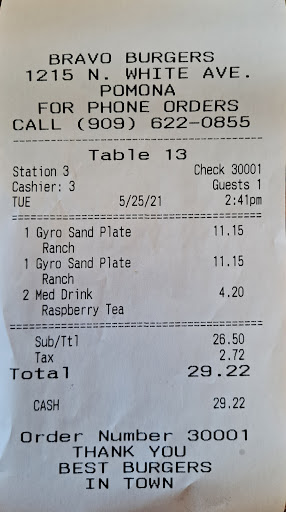 BRAVO BURGERS
1215 N. WHITE AVE.
POMONA
FOR PHONE ORDERS
CALL (909) 622-0855
Table 13
Station 3 Check 30001
Cashier: 3 Guests 1
TUE 5/25/21 2:41pm
1 Gyro Sand Plate 11.15
Ranch
1 Gyro Sand Plate 11.15
Ranch
2 Med Drink 4.20
Raspberry Tea
Sub/Ttl 26.50
Tax 2.72
Total 29.22
CASH 29.22
Order Number 30001
THANK YOU
BEST BURGERS
IN TOWN